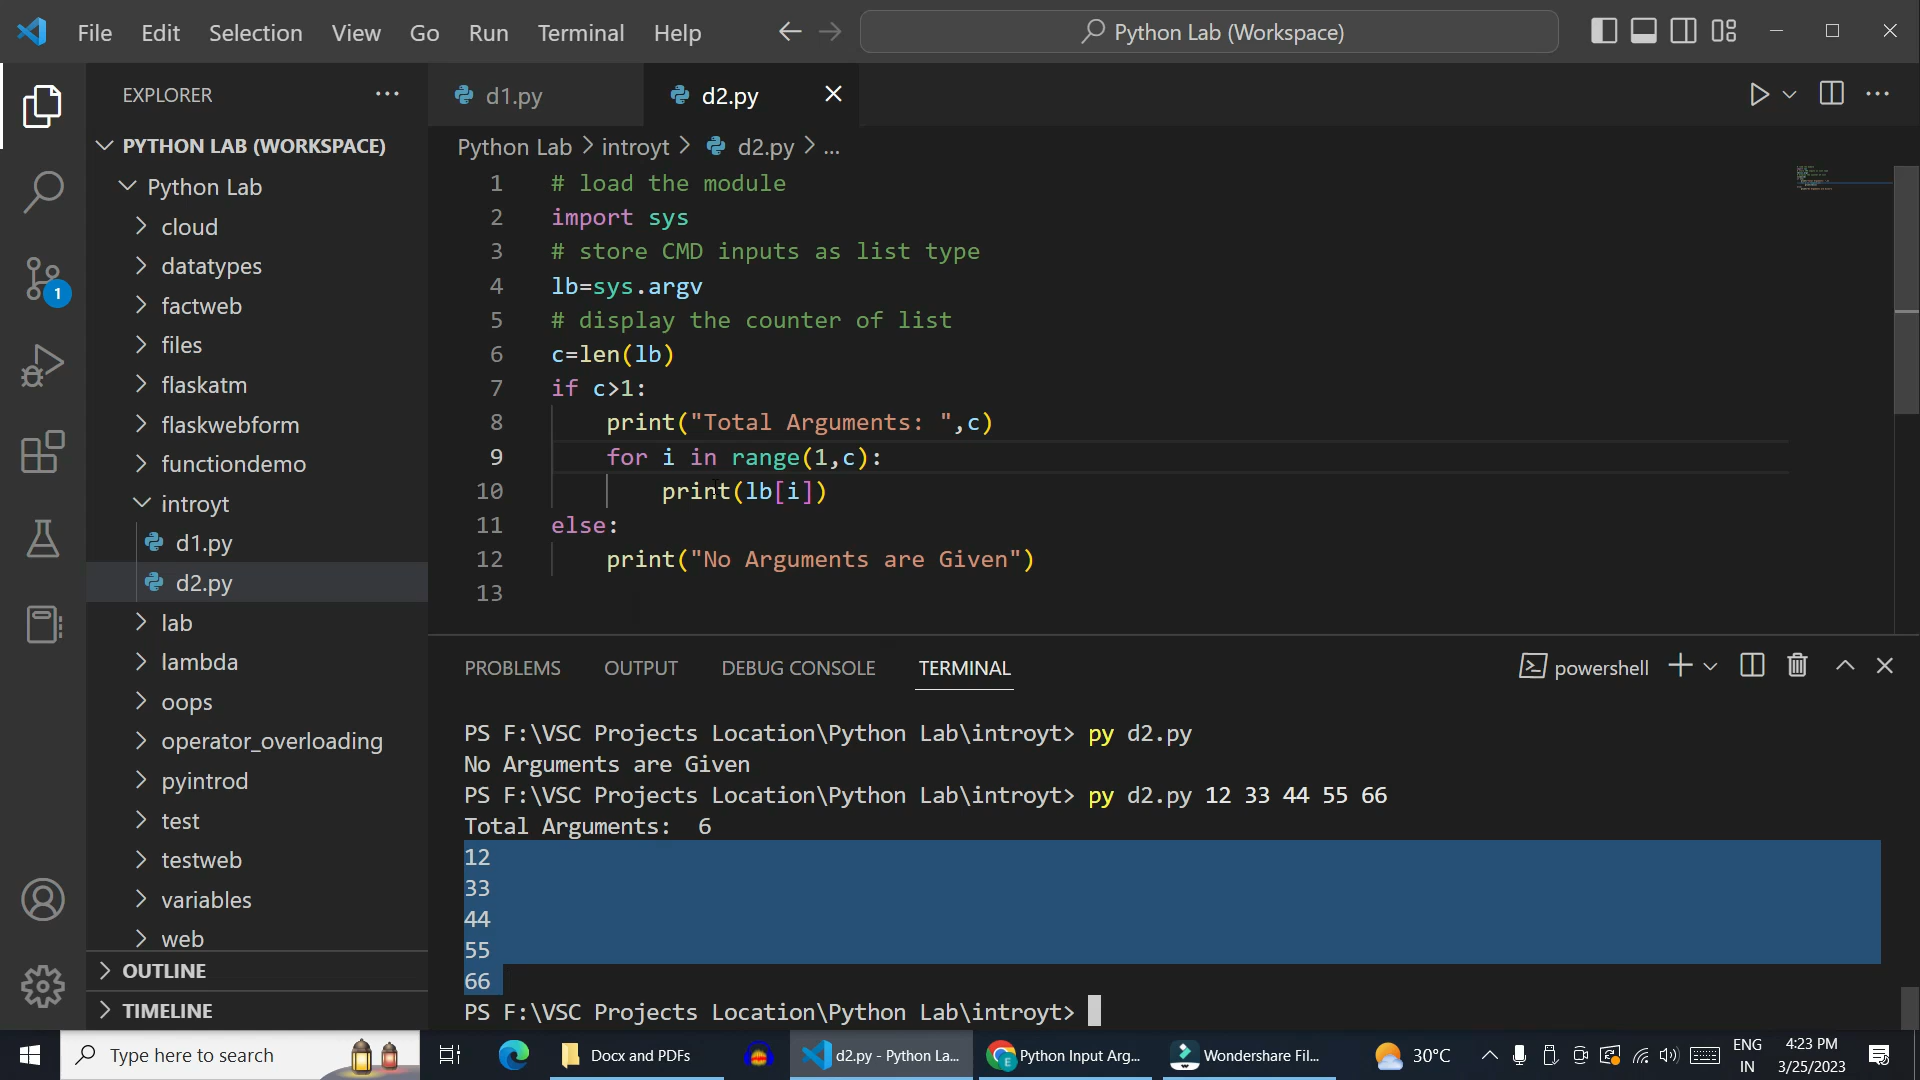 File Edit Selection View Go Run Terminal Help
Python Lab (Workspace)
EXPLORER
PYTHON LAB (WORKSPACE)
Python Lab
cloud
datatypes
factweb
files
flaskatm
flaskwebform
functiondemo
introyt
d1.py
d2.py
lab
lambda
oops
operator_overloading
pyintrod
test
testweb
variables
web
OUTLINE
TIMELINE
1
d1.py d2.py
Python Lab > introyt > d2.py > ...
1 # load the module
2 import sys
3 # store CMD inputs as list type
4 lb=sys.argv
5 # display the counter of list
6 c=len(lb)
7 if c>1:
8     print("Total Arguments: ",c)
9     for i in range(1,c):
10         print(lb[i])
11 else:
12     print("No Arguments are Given")
13
PROBLEMS OUTPUT DEBUG CONSOLE TERMINAL
powershell
PS F:\VSC Projects Location\Python Lab\introyt> py d2.py
No Arguments are Given
PS F:\VSC Projects Location\Python Lab\introyt> py d2.py 12 33 44 55 66
Total Arguments:  6
12
33
44
55
66
PS F:\VSC Projects Location\Python Lab\introyt>
Type here to search
Docx and PDFs
d2.py - Python La...
Python Input Arg...
Wondershare Fil...
30°C
ENG
IN
4:23 PM
3/25/2023